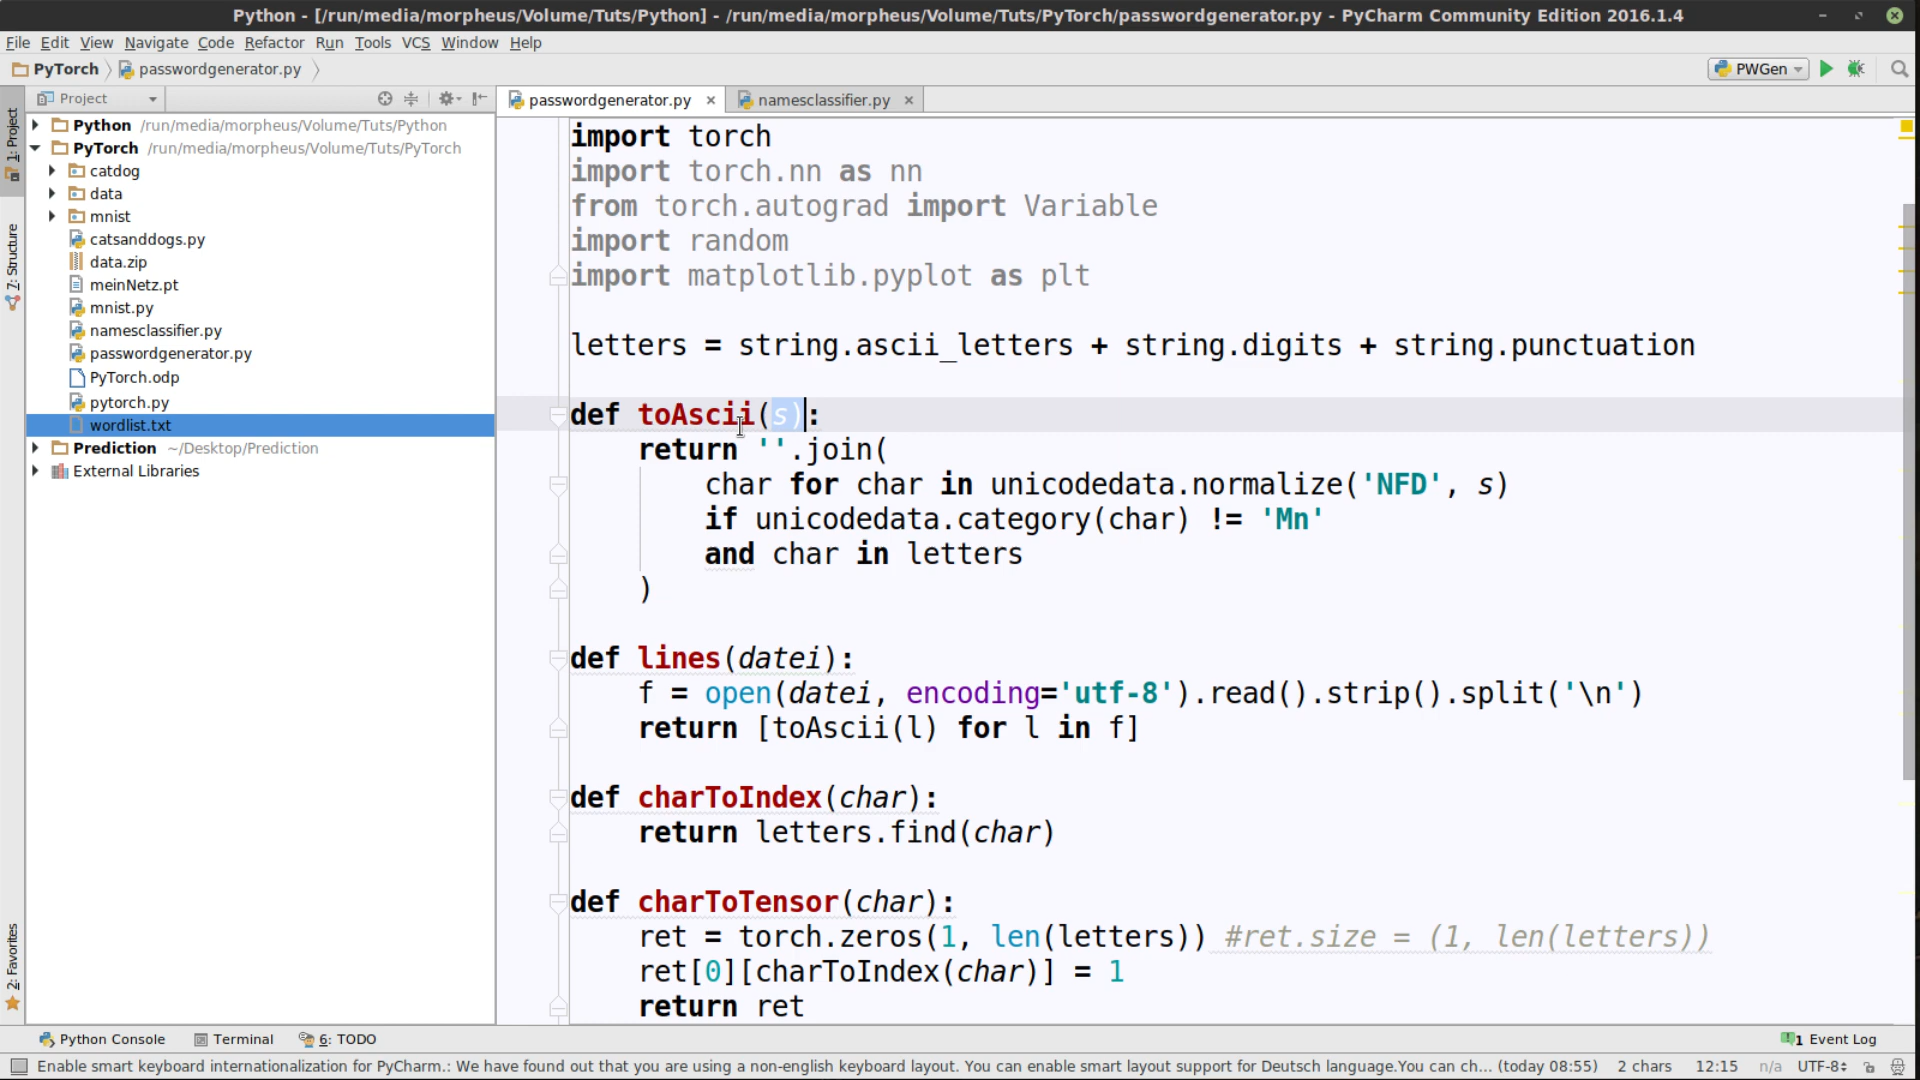 Python - [/run/media/morpheus/Volume/Tuts/Python] - /run/media/morpheus/Volume/Tuts/PyTorch/passwordgenerator.py - PyCharm Community Edition 2016.1.4
File Edit View Navigate Code Refactor Run Tools VCS Window Help
PyTorch passwordgenerator.py PWGen
Project
passwordgenerator.py namesclassifier.py
1: Project
7: Structure
2: Favorites
Python /run/media/morpheus/Volume/Tuts/Python
PyTorch /run/media/morpheus/Volume/Tuts/PyTorch
catdog
data
mnist
catsanddogs.py
data.zip
meinNetz.pt
mnist.py
namesclassifier.py
passwordgenerator.py
PyTorch.odp
pytorch.py
wordlist.txt
Prediction ~/Desktop/Prediction
External Libraries
import torch
import torch.nn as nn
from torch.autograd import Variable
import random
import matplotlib.pyplot as plt
letters = string.ascii_letters + string.digits + string.punctuation
def toAscii(s):
return ''.join(
char for char in unicodedata.normalize('NFD', s)
if unicodedata.category(char) != 'Mn'
and char in letters
)
def lines(datei):
f = open(datei, encoding='utf-8').read().strip().split('\n')
return [toAscii(l) for l in f]
def charToIndex(char):
return letters.find(char)
def charToTensor(char):
ret = torch.zeros(1, len(letters)) #ret.size = (1, len(letters))
ret[0][charToIndex(char)] = 1
return ret
Python Console Terminal 6: TODO 1 Event Log
Enable smart keyboard internationalization for PyCharm.: We have found out that you are using a non-english keyboard layout. You can enable smart layout support for Deutsch language.You can ch... (today 08:55) 2 chars 12:15 n/a UTF-8